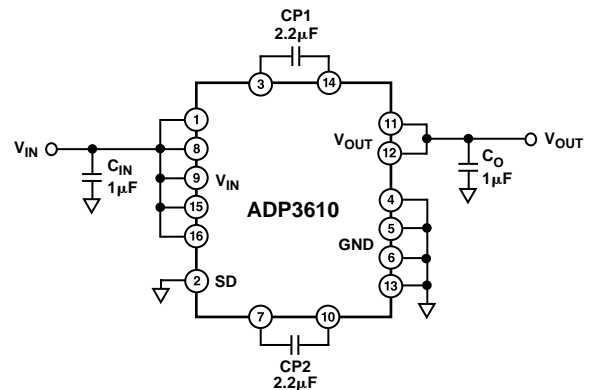 CP1
2.2μF
3
14
1
8
9
15
16
2
V_IN
C_IN
1μF
V_IN
SD
ADP3610
11
12
V_OUT
4
5
6
13
GND
V_OUT
C_O
1μF
7
10
CP2
2.2μF